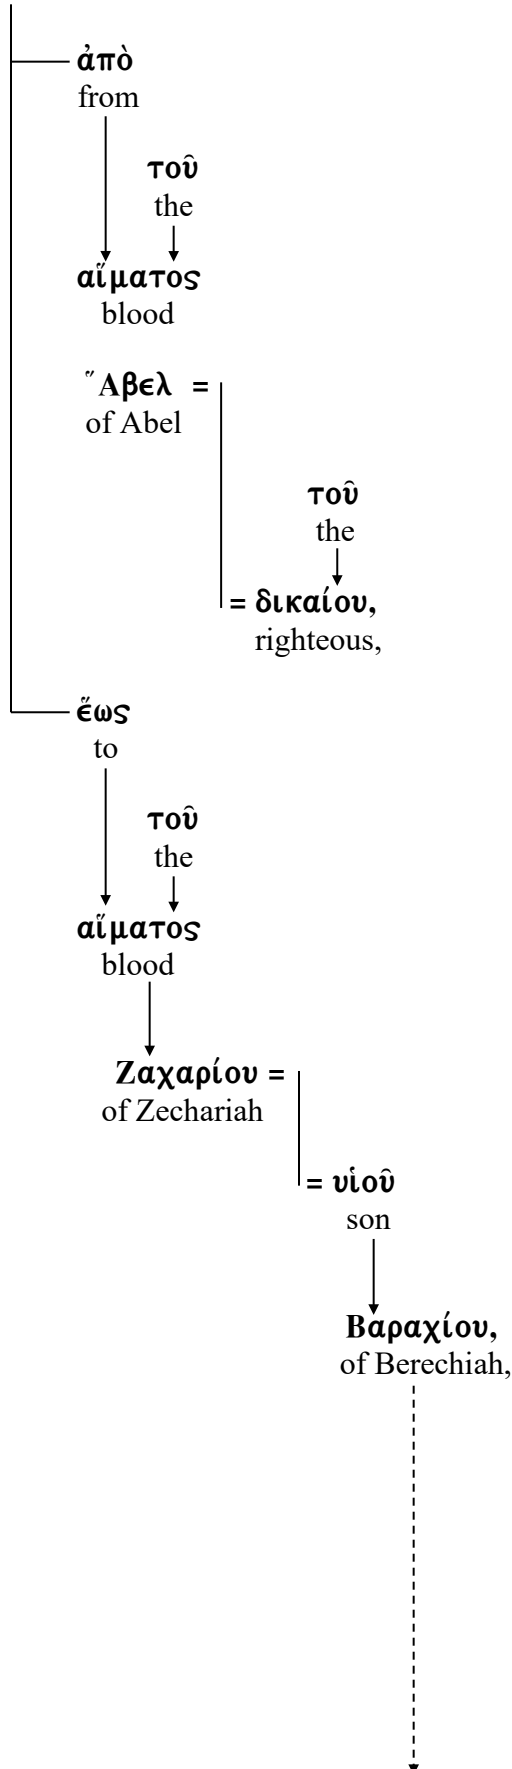 ἀπὸ
from
τοῦ
the
αἵματος
blood
Ἅβελ =
of Abel
τοῦ
the
= δικαίου,
righteous,
ἕως
to
τοῦ
the
αἵματος
blood
Ζαχαρίου =
of Zechariah
= υἱοῦ
son
Βαραχίου,
of Berechiah,